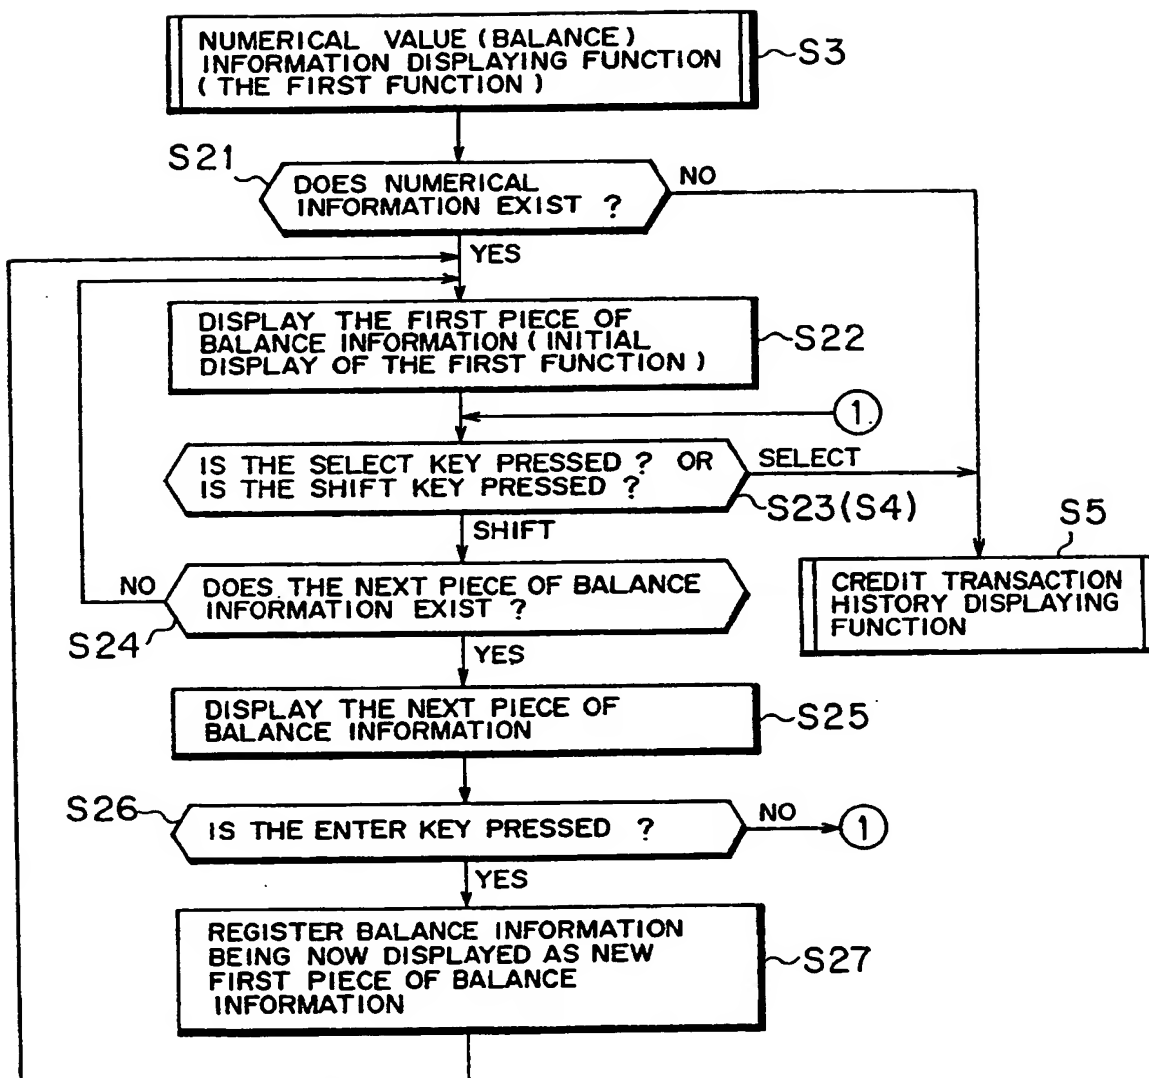 NUMERICAL VALUE (BALANCE)
INFORMATION DISPLAYING FUNCTION
( THE FIRST FUNCTION )
S3
S21
DOES NUMERICAL
INFORMATION EXIST ?
NO
YES
DISPLAY THE FIRST PIECE OF
BALANCE INFORMATION ( INITIAL
DISPLAY OF THE FIRST FUNCTION )
S22
1
IS THE SELECT KEY PRESSED ? OR
IS THE SHIFT KEY PRESSED ?
SELECT
S23(S4)
SHIFT
S5
NO
DOES THE NEXT PIECE OF BALANCE
INFORMATION EXIST ?
S24
CREDIT TRANSACTION
HISTORY DISPLAYING
FUNCTION
YES
DISPLAY THE NEXT PIECE OF
BALANCE INFORMATION
S25
S26
IS THE ENTER KEY PRESSED ?
NO
1
YES
REGISTER BALANCE INFORMATION
BEING NOW DISPLAYED AS NEW
FIRST PIECE OF BALANCE
INFORMATION
S27